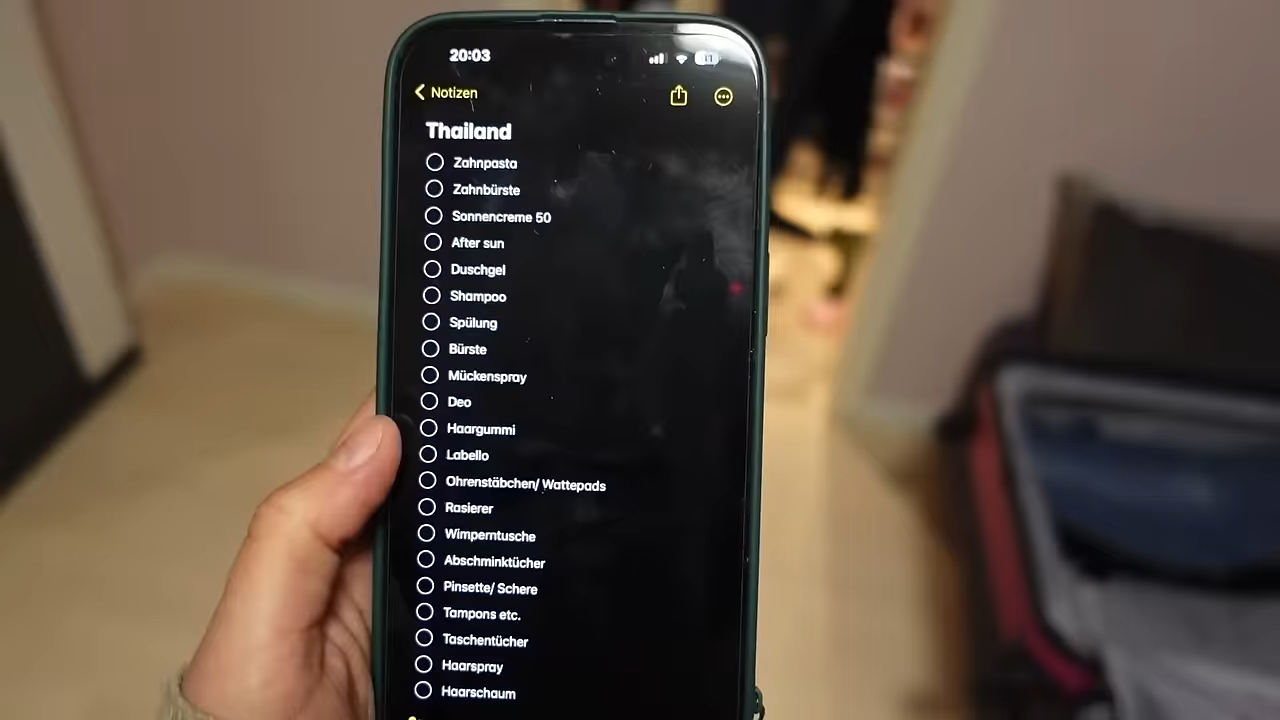 20:03
Notizen
Thailand
Zahnpasta
Zahnbürste
Sonnencreme 50
After sun
Duschgel
Shampoo
Spülung
Bürste
Mückenspray
Deo
Haargummi
Labello
Ohrenstäbchen/ Wattepads
Rasierer
Wimperntusche
Abschminktücher
Pinsette/ Schere
Tampons etc.
Taschentücher
Haarspray
Haarschaum